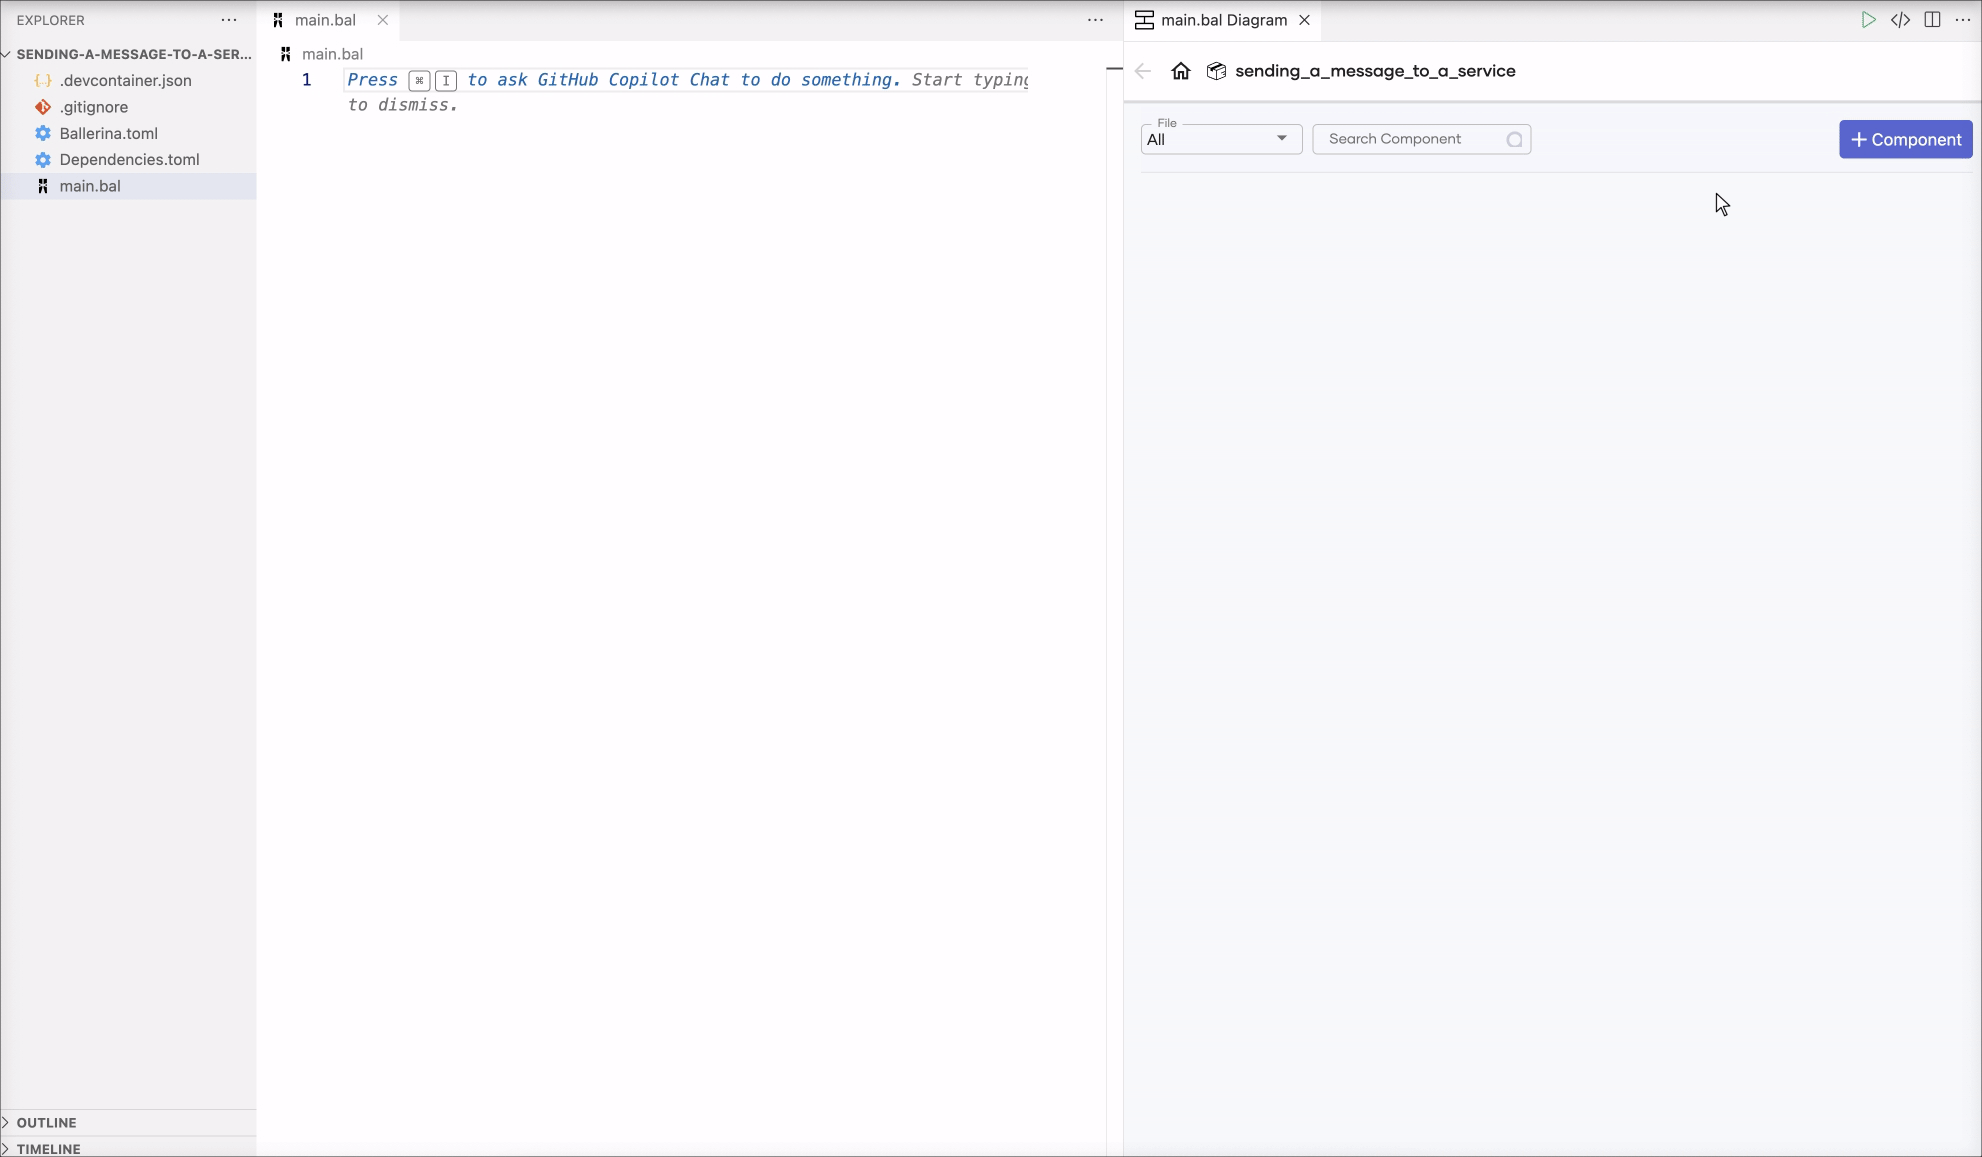 EXPLORER
SENDING-A-MESSAGE-TO-A-SER...
{..} .devcontainer.json
.gitignore
Ballerina.toml
Dependencies.toml
main.bal
OUTLINE
TIMELINE
main.bal
main.bal
1
Press ⌘ I to ask GitHub Copilot Chat to do something. Start typing
to dismiss.
main.bal Diagram
sending_a_message_to_a_service
File
All
Search Component
+ Component